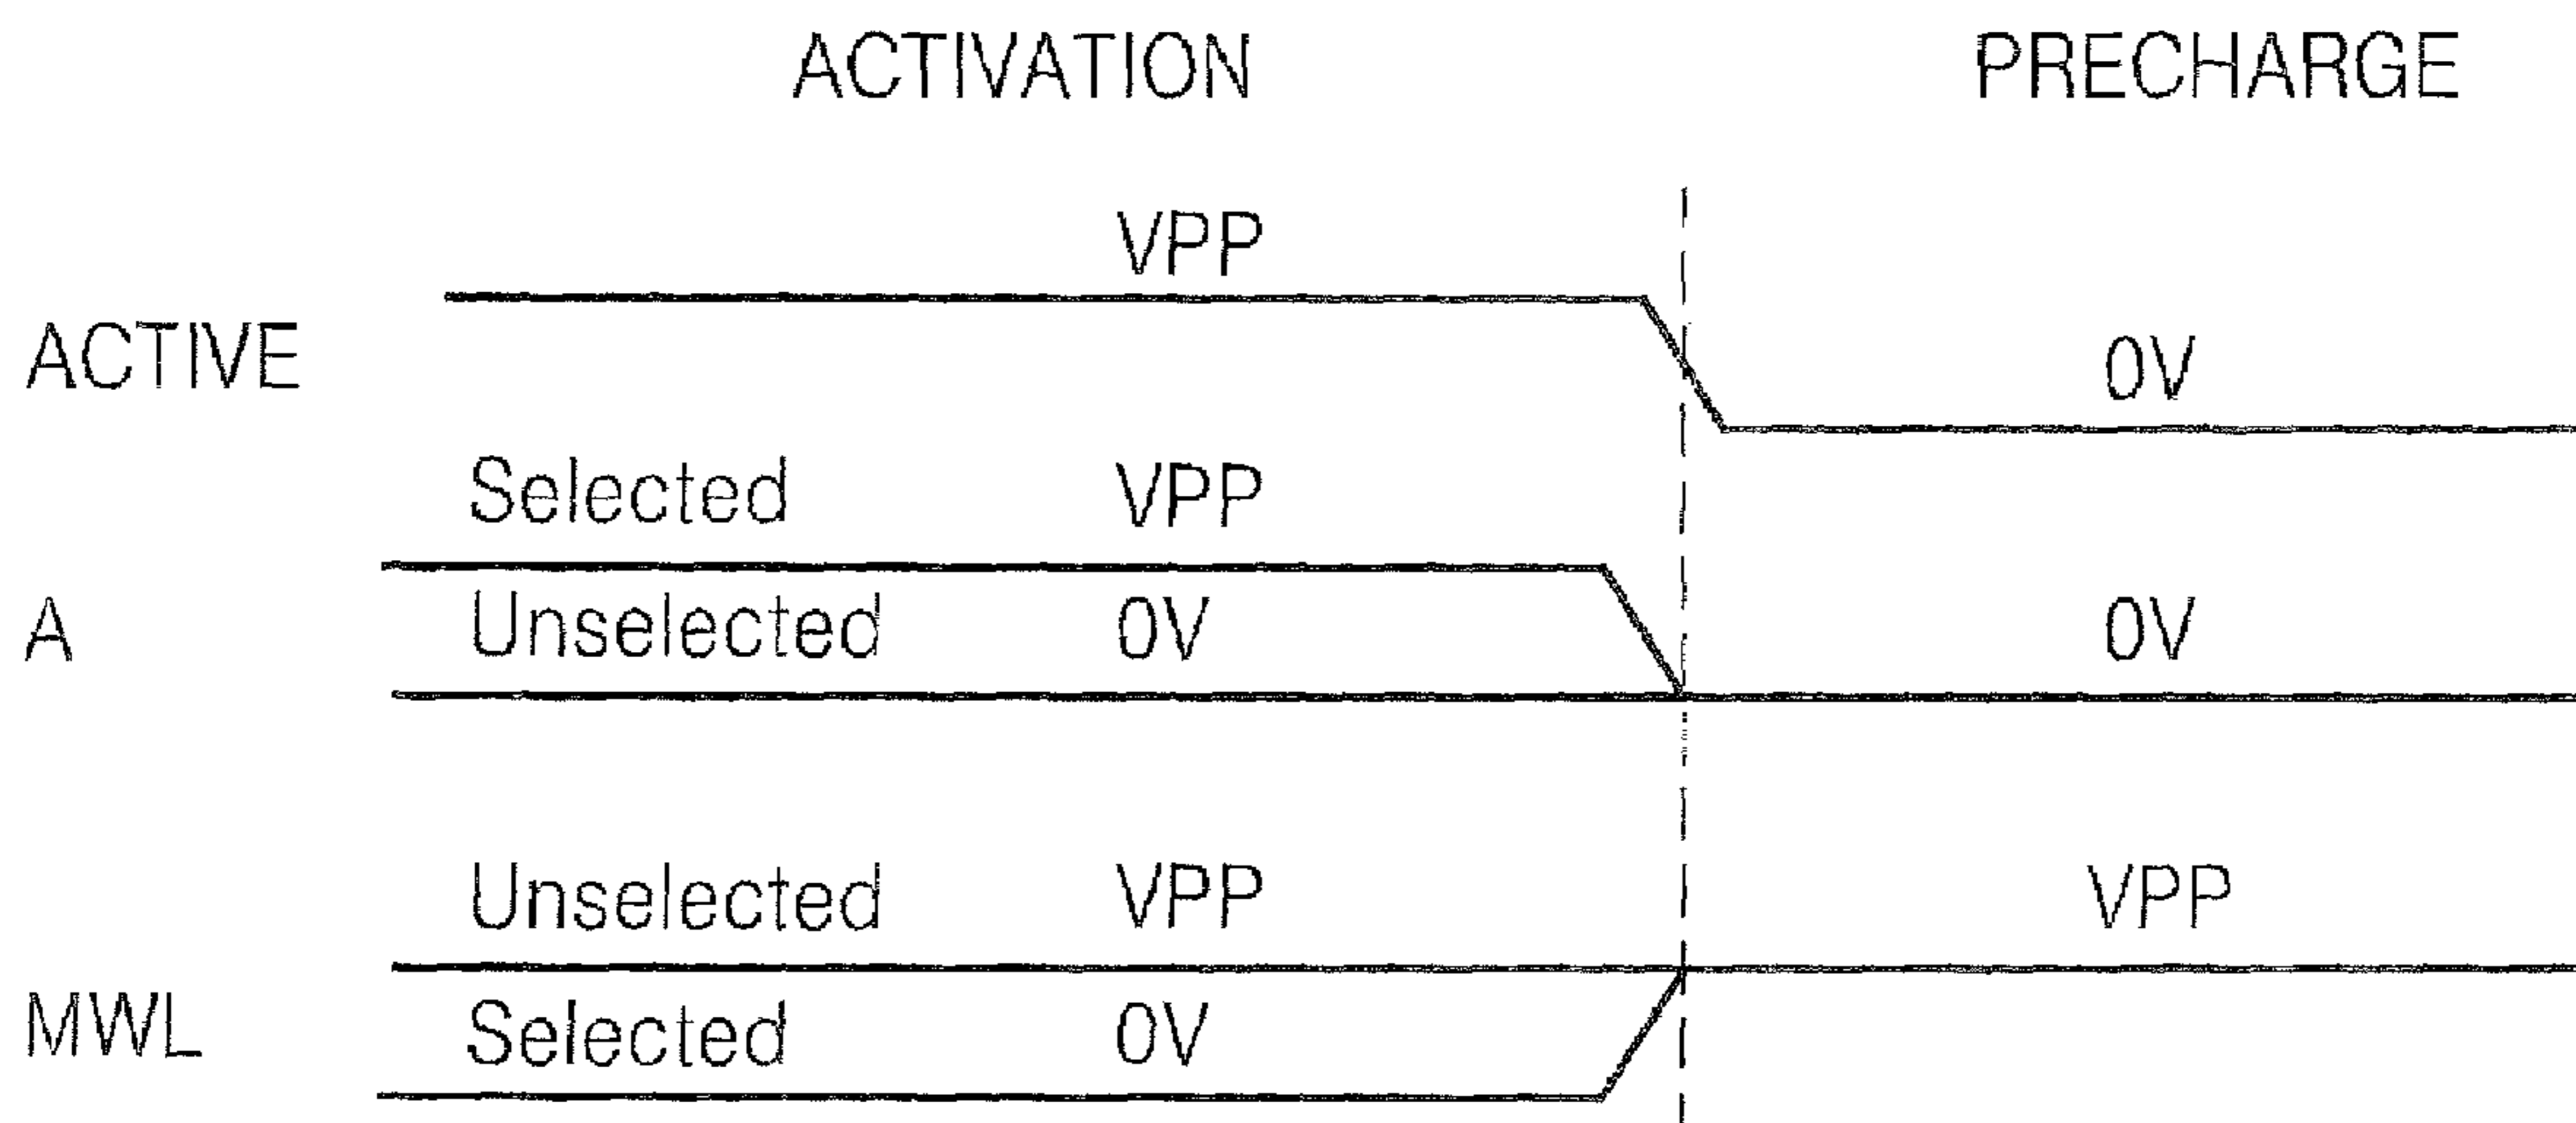 ACTIVATION PRECHARGE
VPP
ACTIVE 0V
Selected VPP
A Unselected 0V 0V
Unselected VPP VPP
MWL Selected 0V